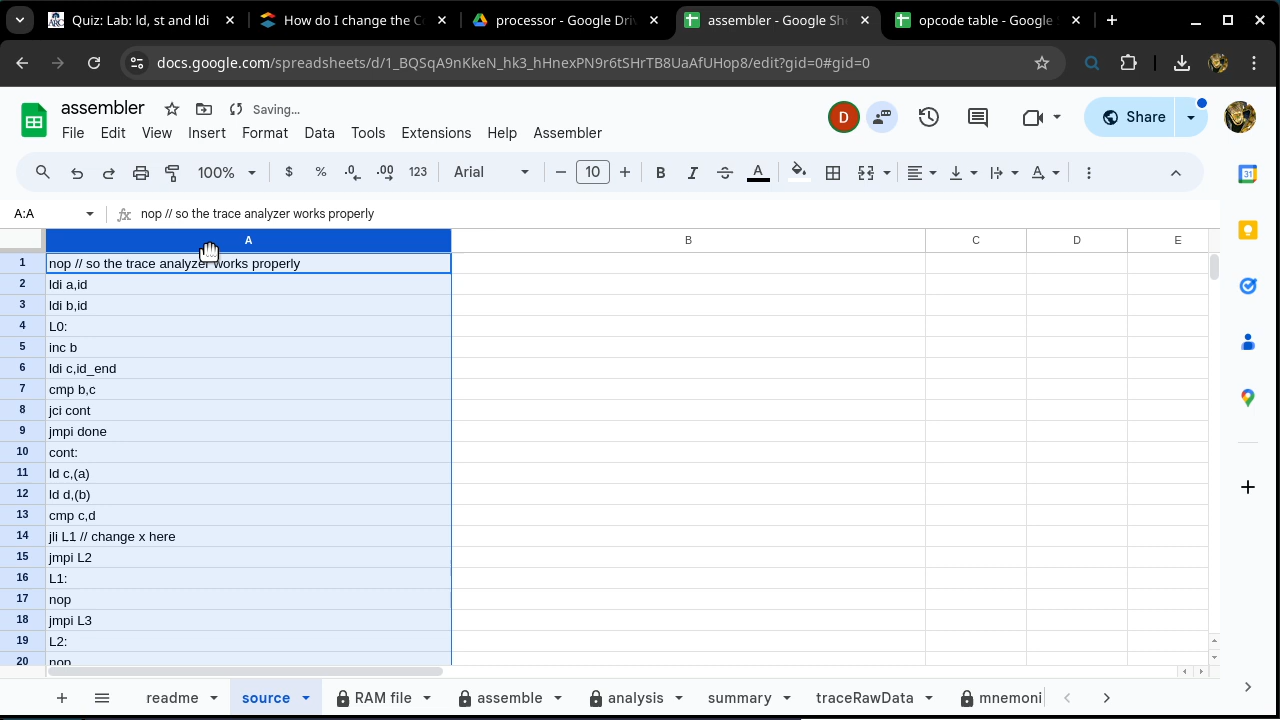 Quiz: Lab: ld, st and ldi
How do I change the C
processor - Google Dri
assembler - Google She
opcode table - Google
docs.google.com/spreadsheets/d/1_BQSqA9nKkeN_hk3_hHnexPN9r6tSHrTB8UaAfUHop8/edit?gid=0#gid=0
assembler
Saving...
File Edit View Insert Format Data Tools Extensions Help Assembler
D
Share
100% $ % .0 .00 123 Arial 10 B I S A
31
A:A
fx nop // so the trace analyzer works properly
A B C D E
1 nop // so the trace analyzer works properly
2 ldi a,id
3 ldi b,id
4 L0:
5 inc b
6 ldi c,id_end
7 cmp b,c
8 jci cont
9 jmpi done
10 cont:
11 ld c,(a)
12 ld d,(b)
13 cmp c,d
14 jli L1 // change x here
15 jmpi L2
16 L1:
17 nop
18 jmpi L3
19 L2:
20 nop
readme source RAM file assemble analysis summary traceRawData mnemoni